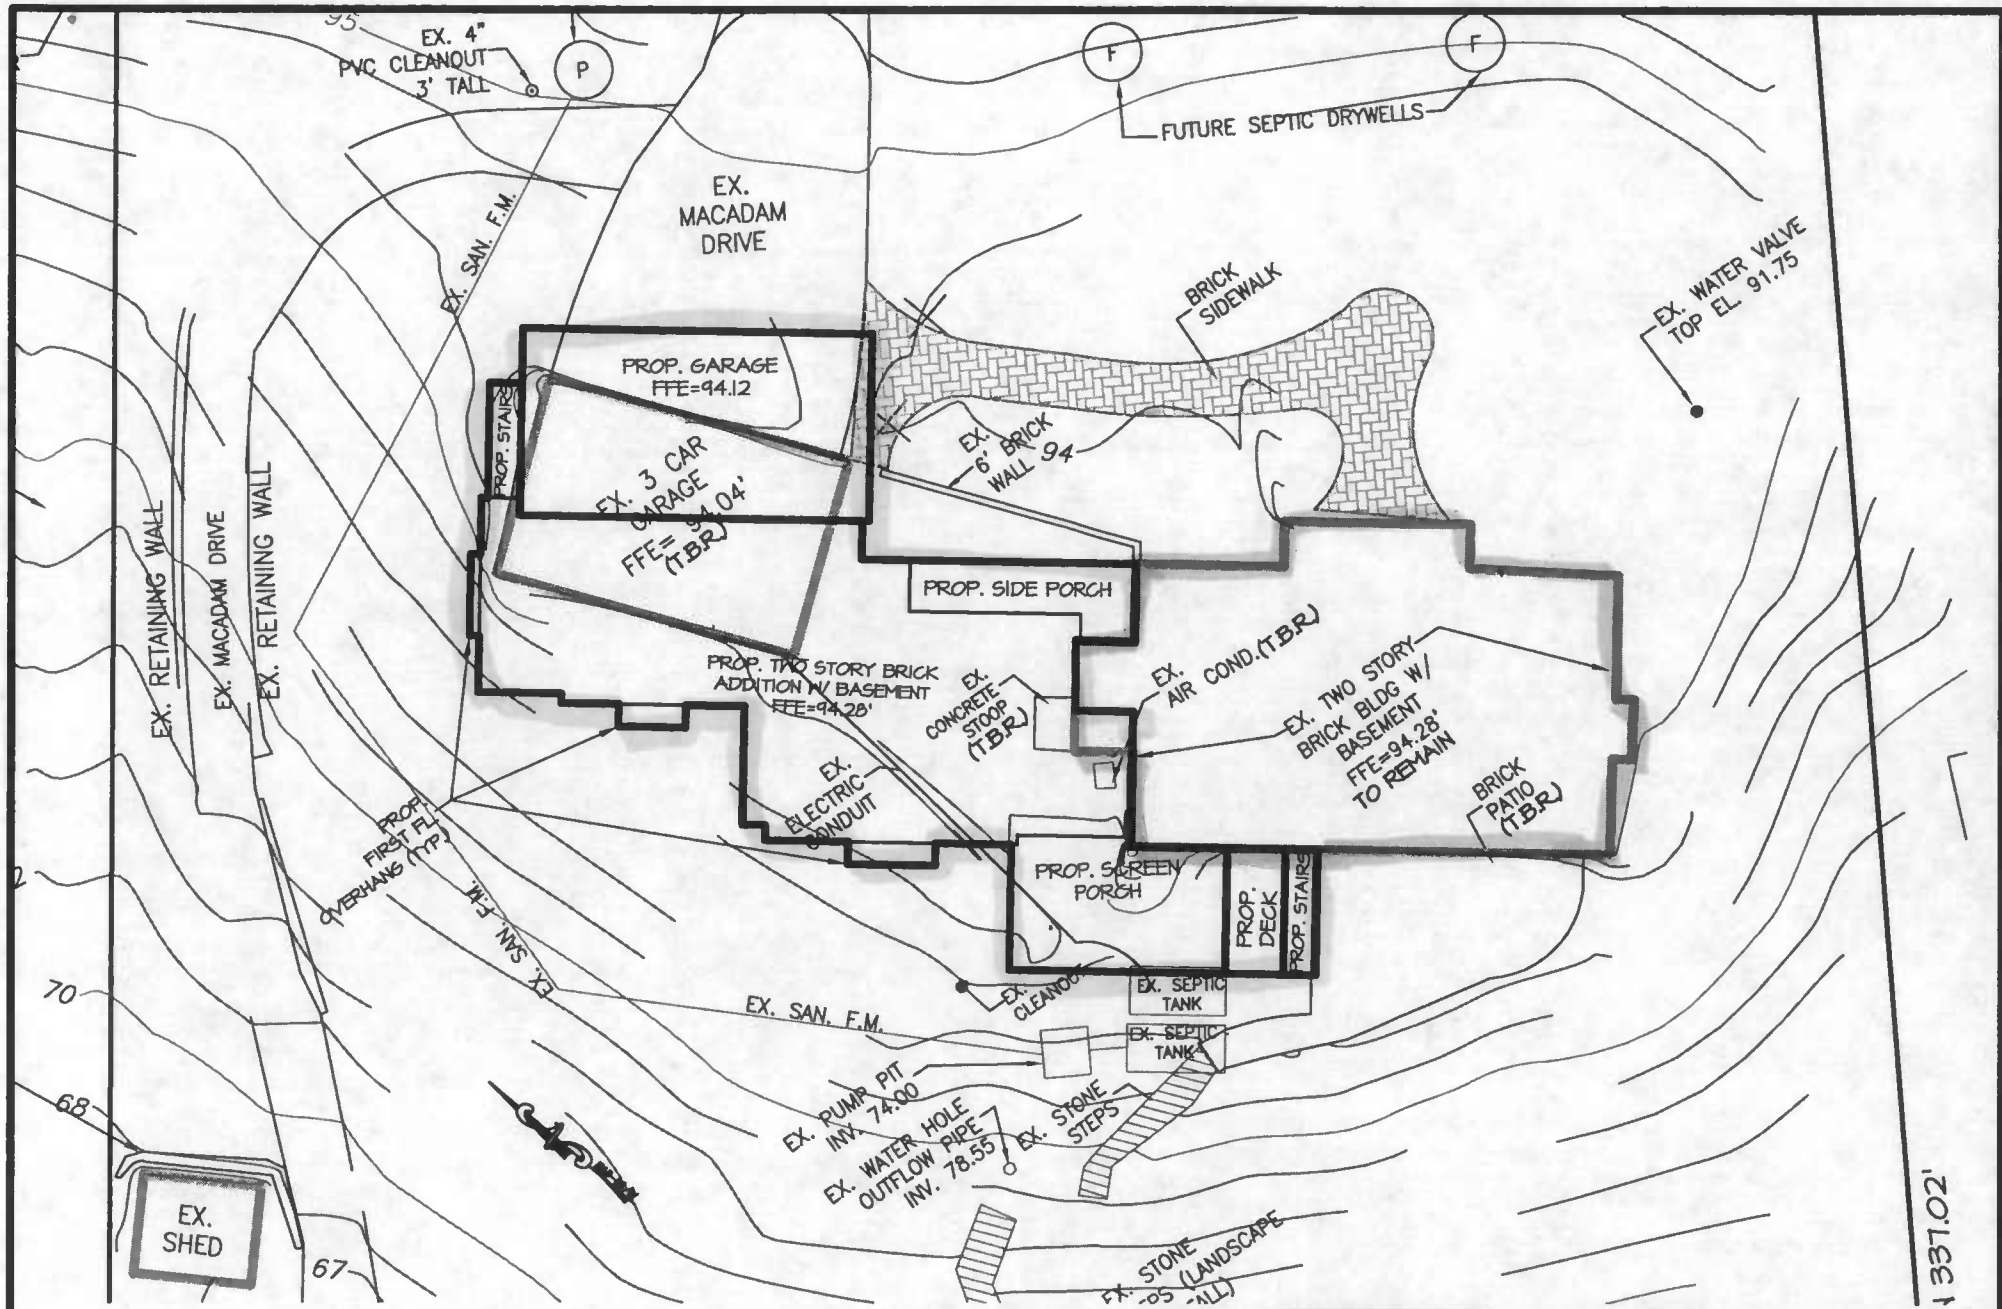 95
EX. 4"
PVC CLEANOUT
3' TALL
P
F
F
FUTURE SEPTIC DRYWELLS
EX.
MACADAM
DRIVE
EX. SAN. F.M.
BRICK
SIDEWALK
EX. WATER VALVE
TOP EL. 91.75
PROP. GARAGE
FFE=94.12
PROP. STAIRS
EX. 3 CAR
GARAGE
FFE= 94.04'
(T.B.R.)
EX.
6' BRICK
WALL
94
EX. RETAINING WALL
EX. MACADAM DRIVE
EX. RETAINING WALL
PROP. SIDE PORCH
PROP. TWO STORY BRICK
ADDITION W/ BASEMENT
FFE=94.28'
EX.
CONCRETE
STOOP
(T.B.R.)
EX.
AIR COND.(T.B.R.)
EX. TWO STORY
BRICK BLDG W/
BASEMENT
FFE=94.28'
TO REMAIN
BRICK
PATIO
(T.B.R.)
EX.
ELECTRIC
CONDUIT
PROP.
FIRST FL.
OVERHANG (TYP.)
PROP. SCREEN
PORCH
PROP.
DECK
PROP. STAIRS
EX. SAN. F.M.
70
EX. SAN. F.M.
EX.
CLEANOUT
EX. SEPTIC
TANK
EX. SEPTIC
TANK
EX. PUMP PIT
INV. 74.00
EX. WATER HOLE
OUTFLOW PIPE
INV. 78.55
EX. STONE
STEPS
68
EX.
SHED
67
EX. STONE
(LANDSCAPE
337.02'